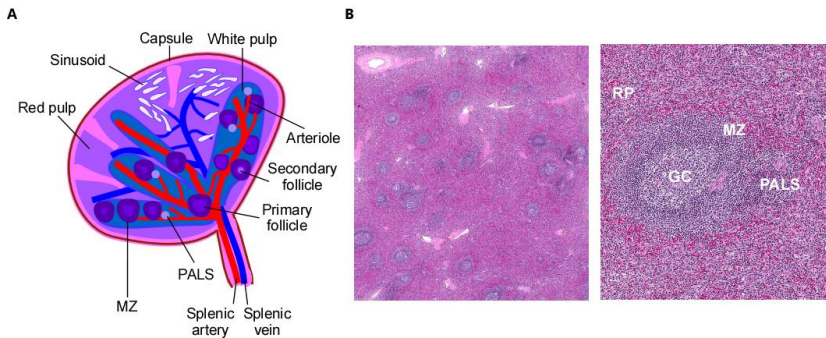 A
Capsule
White pulp
Sinusoid
Red pulp
Arteriole
Secondary
follicle
Primary
follicle
PALS
MZ
Splenic
artery
Splenic
vein
B
RP
MZ
GC
PALS